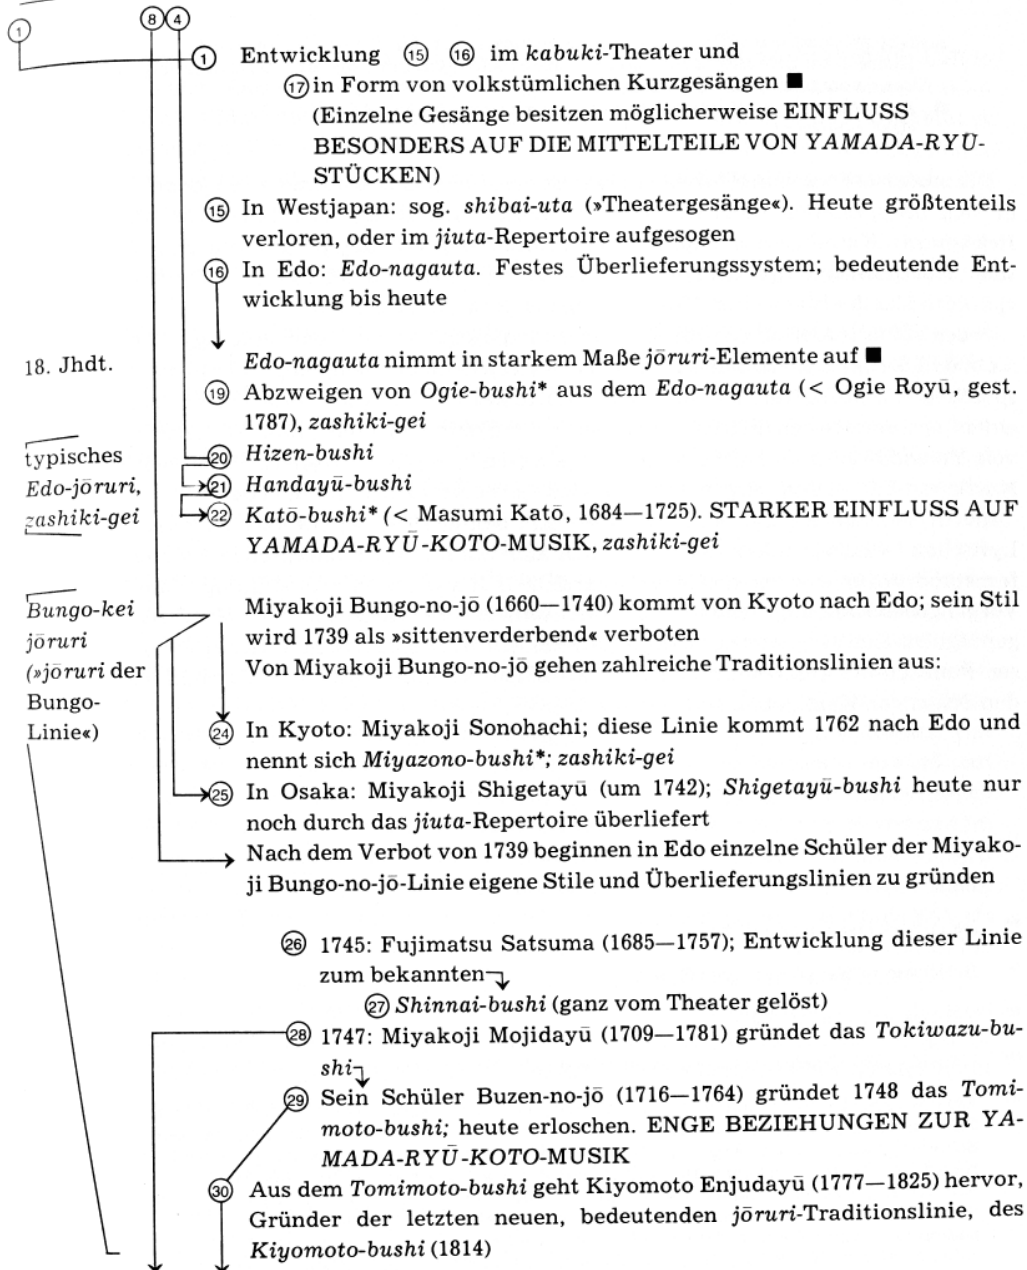 ① ⑧ ④
① Entwicklung ⑮ ⑯ im kabuki-Theater und
⑰ in Form von volkstümlichen Kurzgesängen ■
(Einzelne Gesänge besitzen möglicherweise EINFLUSS
BESONDERS AUF DIE MITTELTEILE VON YAMADA-RYŪ-
STÜCKEN)
⑮ In Westjapan: sog. shibai-uta (»Theatergesänge«). Heute größtenteils
verloren, oder im jiuta-Repertoire aufgesogen
⑯ In Edo: Edo-nagauta. Festes Überlieferungssystem; bedeutende Ent-
wicklung bis heute
18. Jhdt.
Edo-nagauta nimmt in starkem Maße jōruri-Elemente auf ■
⑲ Abzweigen von Ogie-bushi* aus dem Edo-nagauta (< Ogie Royū, gest.
1787), zashiki-gei
typisches
Edo-jōruri,
zashiki-gei
⑳ Hizen-bushi
㉑ Handayū-bushi
㉒ Katō-bushi* (< Masumi Katō, 1684—1725). STARKER EINFLUSS AUF
YAMADA-RYŪ-KOTO-MUSIK, zashiki-gei
Bungo-kei
jōruri
(»jōruri der
Bungo-
Linie«)
Miyakoji Bungo-no-jō (1660—1740) kommt von Kyoto nach Edo; sein Stil
wird 1739 als »sittenverderbend« verboten
Von Miyakoji Bungo-no-jō gehen zahlreiche Traditionslinien aus:
㉔ In Kyoto: Miyakoji Sonohachi; diese Linie kommt 1762 nach Edo und
nennt sich Miyazono-bushi*; zashiki-gei
㉕ In Osaka: Miyakoji Shigetayū (um 1742); Shigetayū-bushi heute nur
noch durch das jiuta-Repertoire überliefert
Nach dem Verbot von 1739 beginnen in Edo einzelne Schüler der Miyako-
ji Bungo-no-jō-Linie eigene Stile und Überlieferungslinien zu gründen
㉖ 1745: Fujimatsu Satsuma (1685—1757); Entwicklung dieser Linie
zum bekannten
㉗ Shinnai-bushi (ganz vom Theater gelöst)
㉘ 1747: Miyakoji Mojidayū (1709—1781) gründet das Tokiwazu-bu-
shi
㉙ Sein Schüler Buzen-no-jō (1716—1764) gründet 1748 das Tomi-
moto-bushi; heute erloschen. ENGE BEZIEHUNGEN ZUR YA-
MADA-RYŪ-KOTO-MUSIK
㉚ Aus dem Tomimoto-bushi geht Kiyomoto Enjudayū (1777—1825) hervor,
Gründer der letzten neuen, bedeutenden jōruri-Traditionslinie, des
Kiyomoto-bushi (1814)